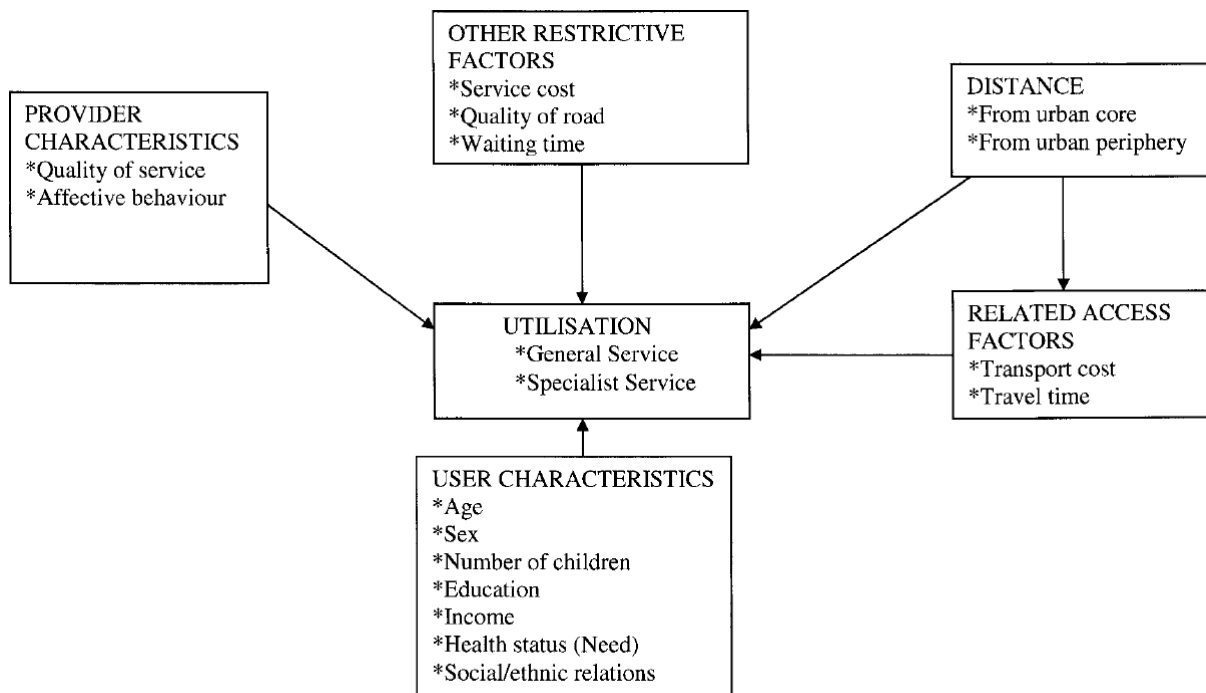 OTHER RESTRICTIVE
FACTORS
*Service cost
*Quality of road
*Waiting time
PROVIDER
CHARACTERISTICS
*Quality of service
*Affective behaviour
DISTANCE
*From urban core
*From urban periphery
UTILISATION
*General Service
*Specialist Service
RELATED ACCESS
FACTORS
*Transport cost
*Travel time
USER CHARACTERISTICS
*Age
*Sex
*Number of children
*Education
*Income
*Health status (Need)
*Social/ethnic relations